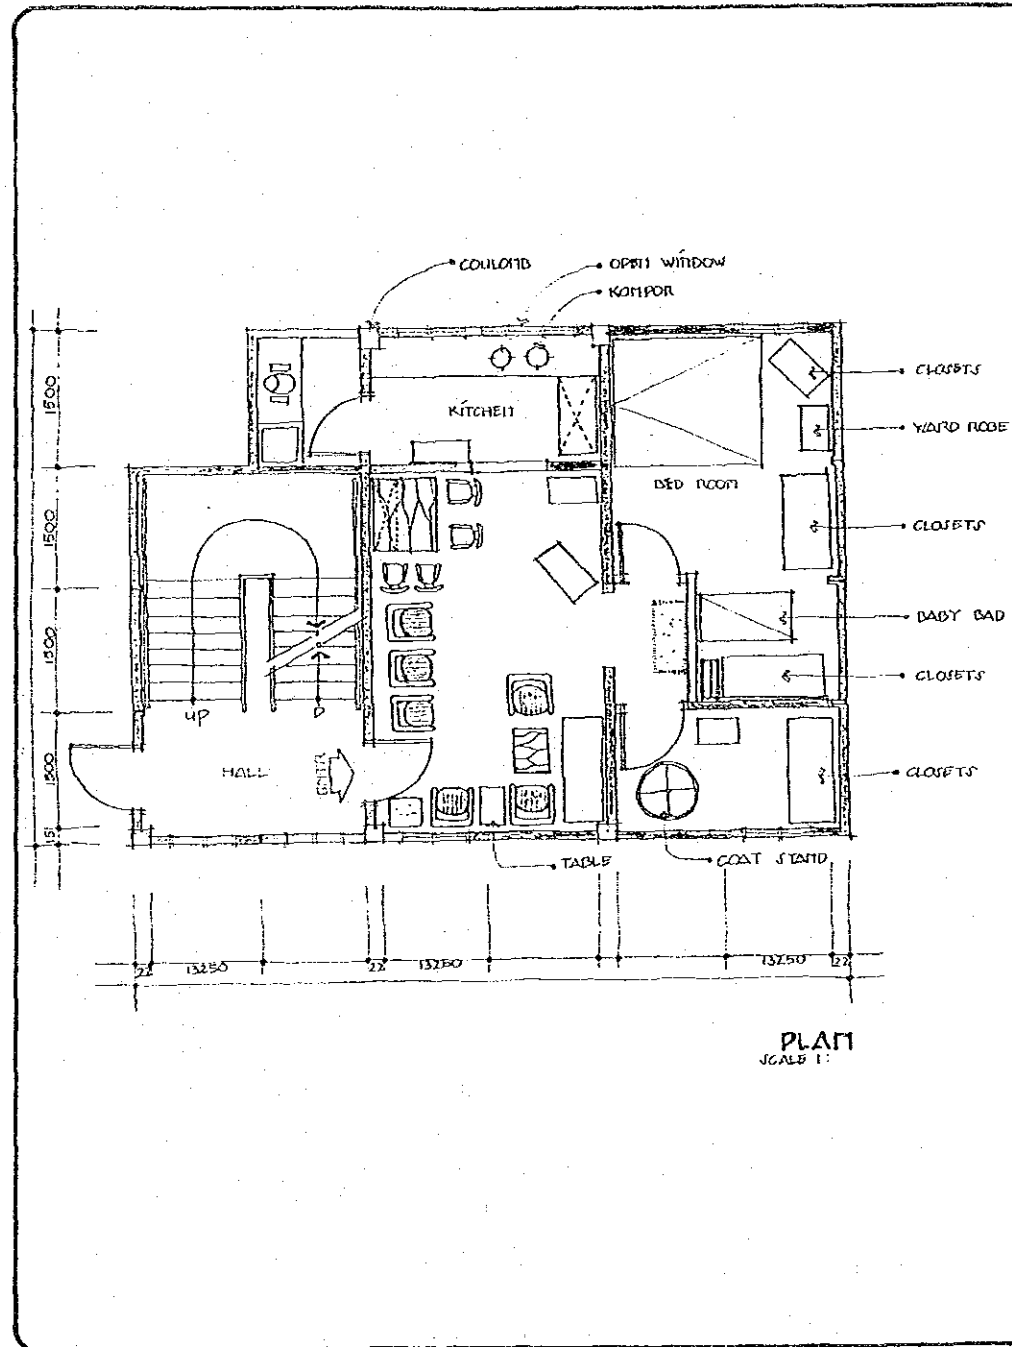 COULOMB
OPEN WINDOW
KOMPOR
CLOSETS
KITCHEN
WARD ROBE
BED ROOM
CLOSETS
BABY BAD
CLOSETS
UP
D
HALL
ENTER
CLOSETS
TABLE
COAT STAND
1500
1500
1500
1500
151
22
13250
22
13250
13250
22
PLAN
SCALE 1: